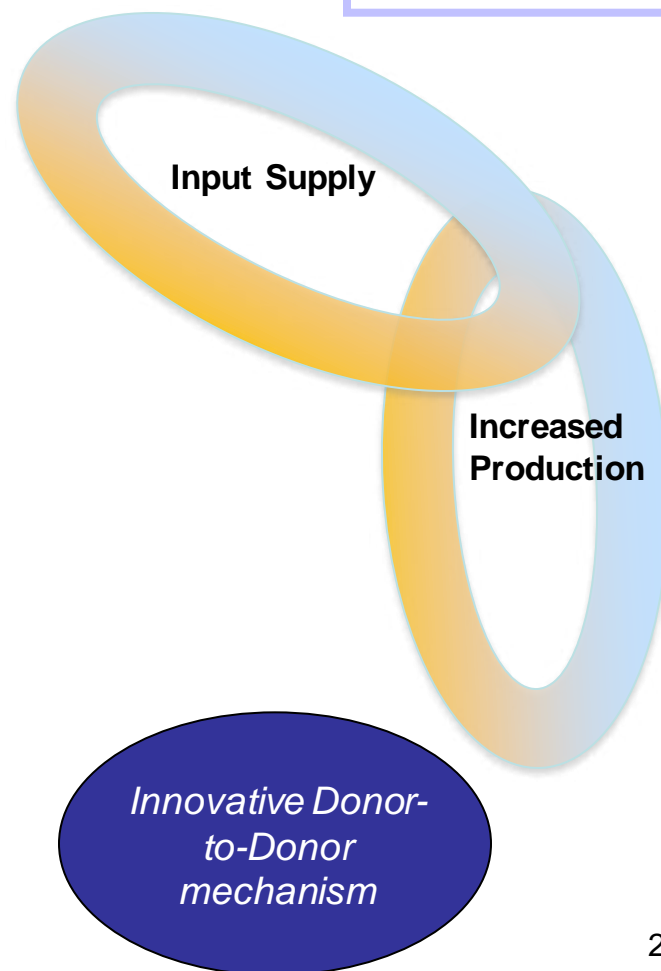 Input Supply
Increased
Production
Innovative Donor-
to-Donor
mechanism
2